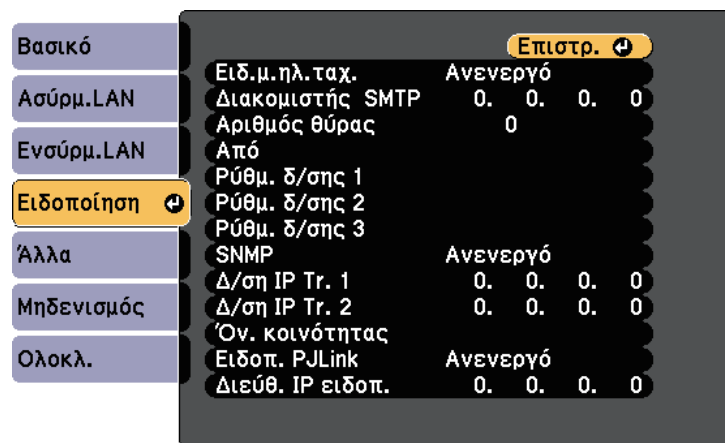 Βασικό
Ασύρμ.LAN
Ενσύρμ.LAN
Ειδοποίηση
Άλλα
Μηδενισμός
Ολοκλ.
Επιστρ.
Ειδ.μ.ηλ.ταχ. Ανενεργό
Διακομιστής SMTP 0. 0. 0. 0
Αριθμός θύρας 0
Από
Ρύθμ. δ/σης 1
Ρύθμ. δ/σης 2
Ρύθμ. δ/σης 3
SNMP Ανενεργό
Δ/ση IP Tr. 1 0. 0. 0. 0
Δ/ση IP Tr. 2 0. 0. 0. 0
Όν. κοινότητας
Ειδοπ. PJLink Ανενεργό
Διεύθ. IP ειδοπ. 0. 0. 0. 0